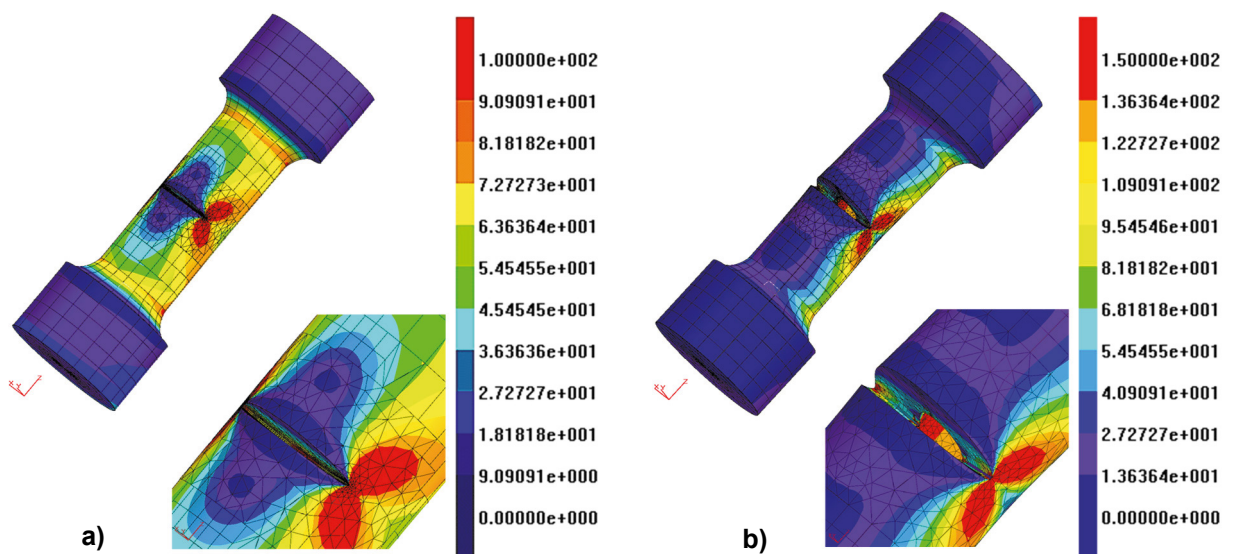 1.00000e+002
9.09091e+001
8.18182e+001
7.27273e+001
6.36364e+001
5.45455e+001
4.54545e+001
3.63636e+001
2.72727e+001
1.81818e+001
9.09091e+000
0.00000e+000
a)
1.50000e+002
1.36364e+002
1.22727e+002
1.09091e+002
9.54546e+001
8.18182e+001
6.81818e+001
5.45455e+001
4.09091e+001
2.72727e+001
1.36364e+001
0.00000e+000
b)